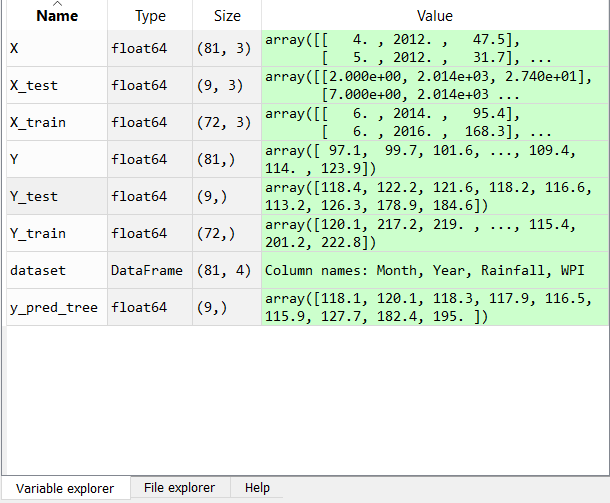 Name Type Size Value
X float64 (81, 3) array([[   4. , 2012. ,   47.5],
[   5. , 2012. ,   31.7], ...
X_test float64 (9, 3) array([[2.000e+00, 2.014e+03, 2.740e+01],
[7.000e+00, 2.014e+03 ...
X_train float64 (72, 3) array([[   6. , 2014. ,   95.4],
[   6. , 2016. ,  168.3], ...
Y float64 (81,) array([ 97.1,  99.7, 101.6, ..., 109.4,
114. , 123.9])
Y_test float64 (9,) array([118.4, 122.2, 121.6, 118.2, 116.6,
113.2, 126.3, 178.9, 184.6])
Y_train float64 (72,) array([120.1, 217.2, 219. , ..., 115.4,
201.2, 222.8])
dataset DataFrame (81, 4) Column names: Month, Year, Rainfall, WPI
y_pred_tree float64 (9,) array([118.1, 120.1, 118.3, 117.9, 116.5,
115.9, 127.7, 182.4, 195. ])
Variable explorer File explorer Help